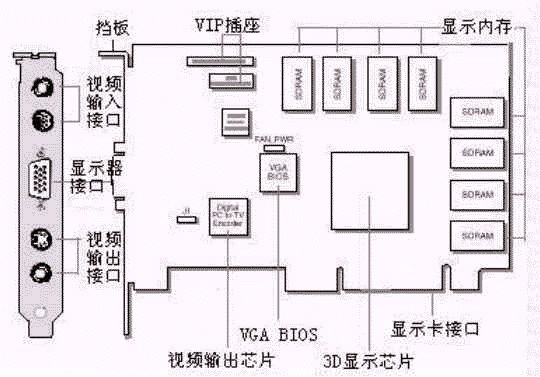 挡板
VIP插座
显示内存
视频
输入
接口
SDRAM
SDRAM
SDRAM
SDRAM
SDRAM
SDRAM
SDRAM
SDRAM
FAN_PWR
VGA
BIOS
显示器
接口
J1
Digital
PC to TV
Encoder
视频
输出
接口
VGA BIOS
显示卡接口
视频输出芯片
3D显示芯片